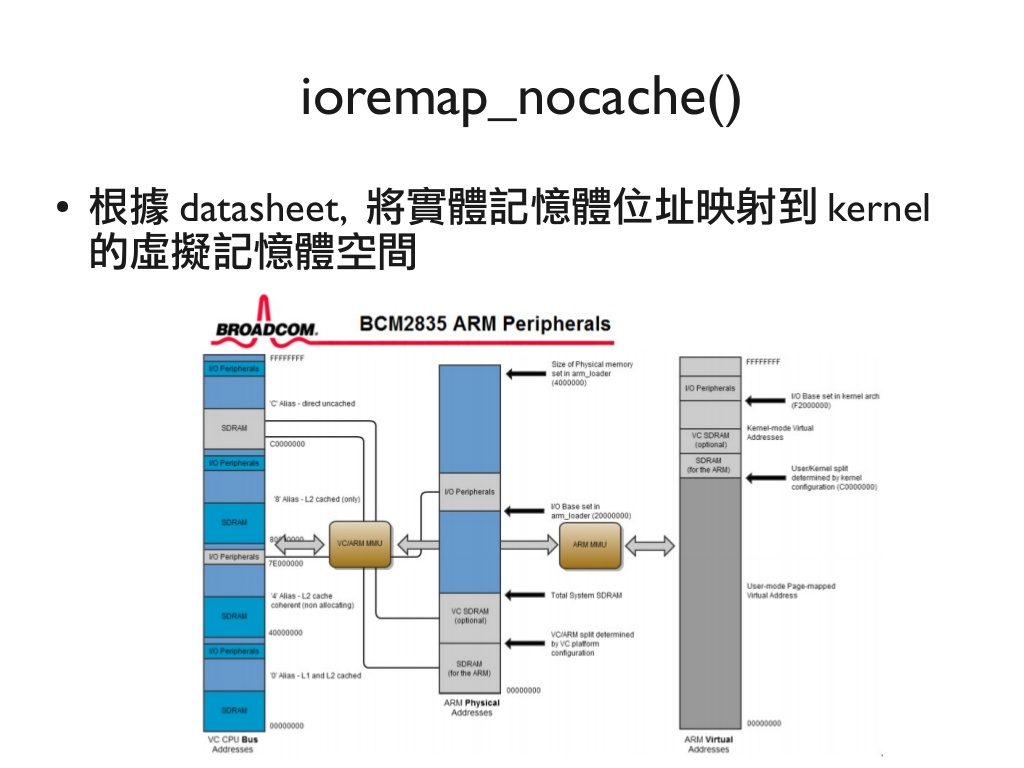 ioremap_nocache()
• 根據 datasheet, 將實體記憶體位址映射到 kernel
的虛擬記憶體空間
BROADCOM.
BCM2835 ARM Peripherals
FFFFFFFF
I/O Peripherals
'C' Alias - direct uncached
SDRAM
C0000000
I/O Peripherals
'8' Alias - L2 cached (only)
SDRAM
80000000
I/O Peripherals
7E000000
'4' Alias - L2 cache
coherent (non allocating)
SDRAM
40000000
I/O Peripherals
'0' Alias - L1 and L2 cached
SDRAM
00000000
VC CPU Bus
Addresses
VC/ARM MMU
Size of Physical memory
set in arm_loader
(4000000)
I/O Peripherals
I/O Base set in
arm_loader (20000000)
Total System SDRAM
VC SDRAM
(optional)
VC/ARM split determined
by VC platform
configuration
SDRAM
(for the ARM)
00000000
ARM Physical
Addresses
ARM MMU
FFFFFFFF
I/O Peripherals
I/O Base set in kernel arch
(F2000000)
Kernel-mode Virtual
Addresses
VC SDRAM
(optional)
SDRAM
(for the ARM)
User/Kernel split
determined by kernel
configuration (C0000000)
User-mode Page-mapped
Virtual Address
00000000
ARM Virtual
Addresses